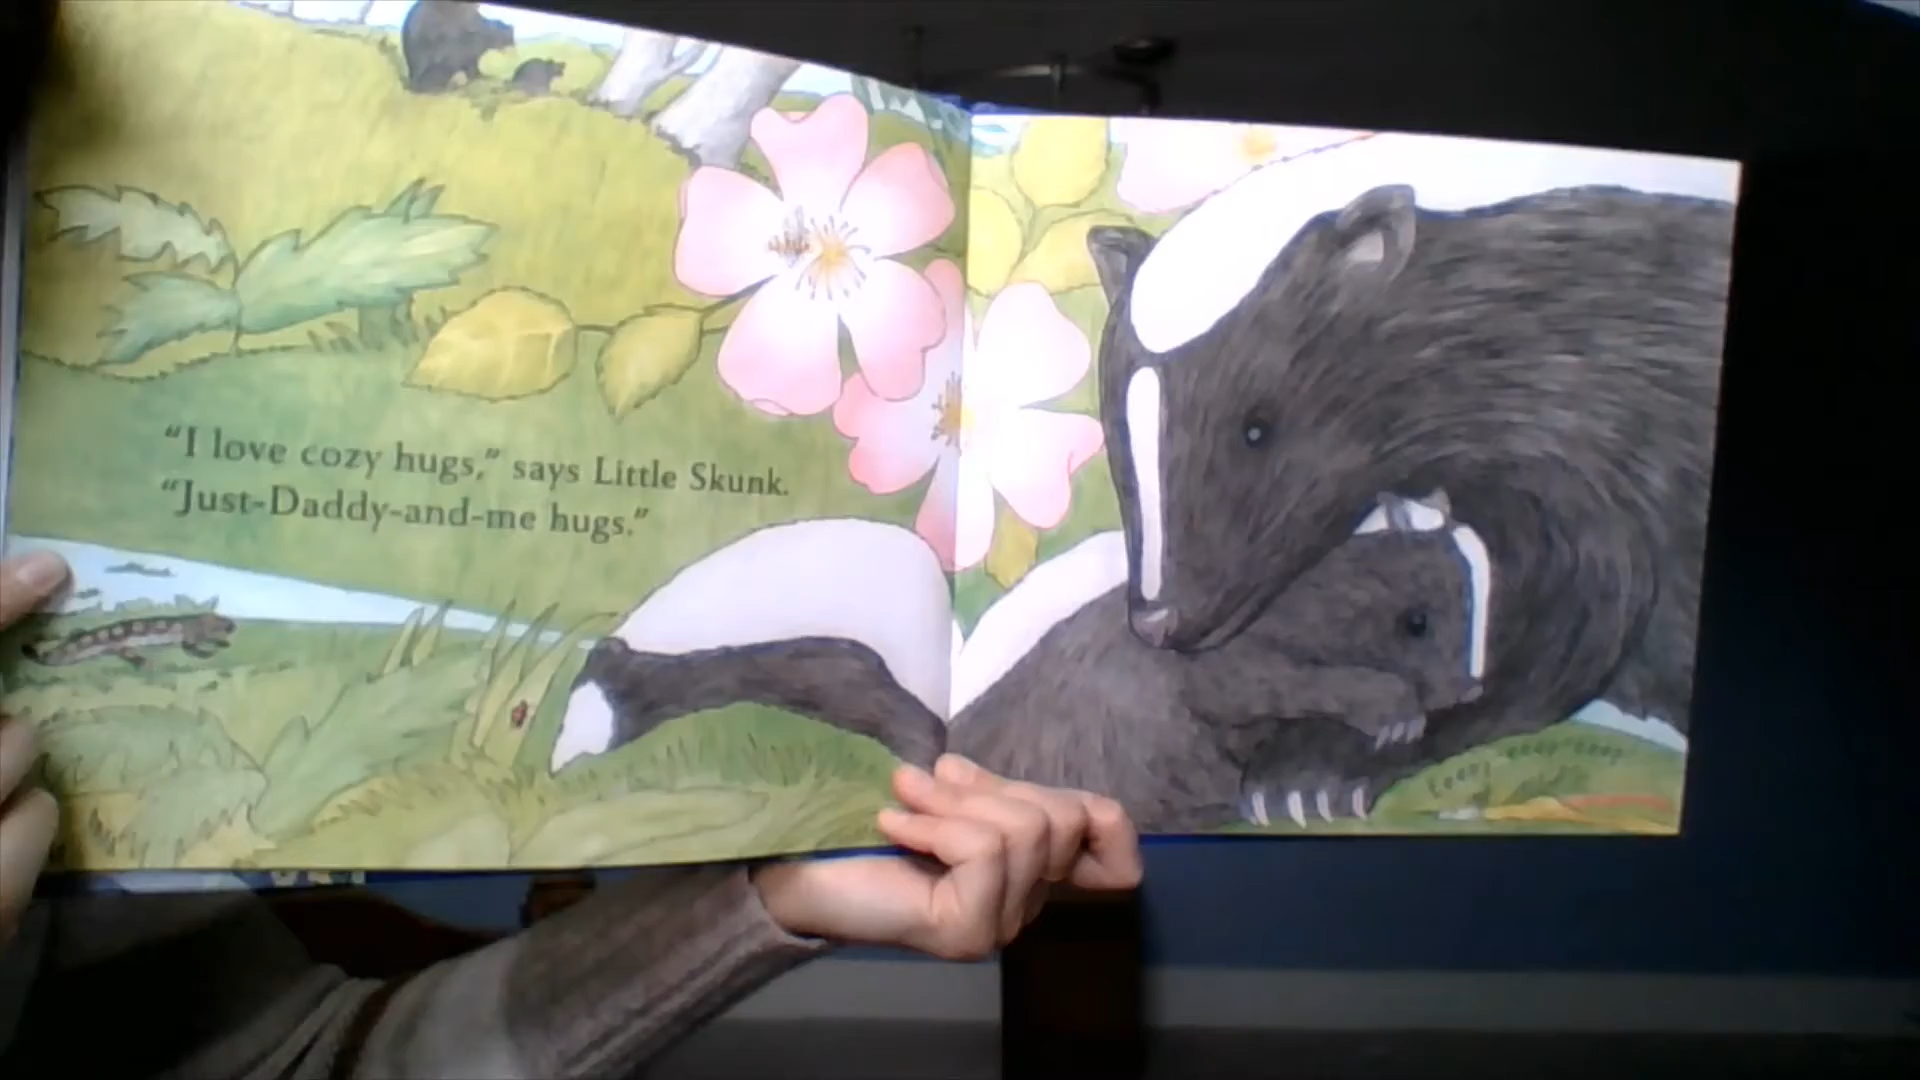 “I love cozy hugs,” says Little Skunk.
“Just-Daddy-and-me hugs.”